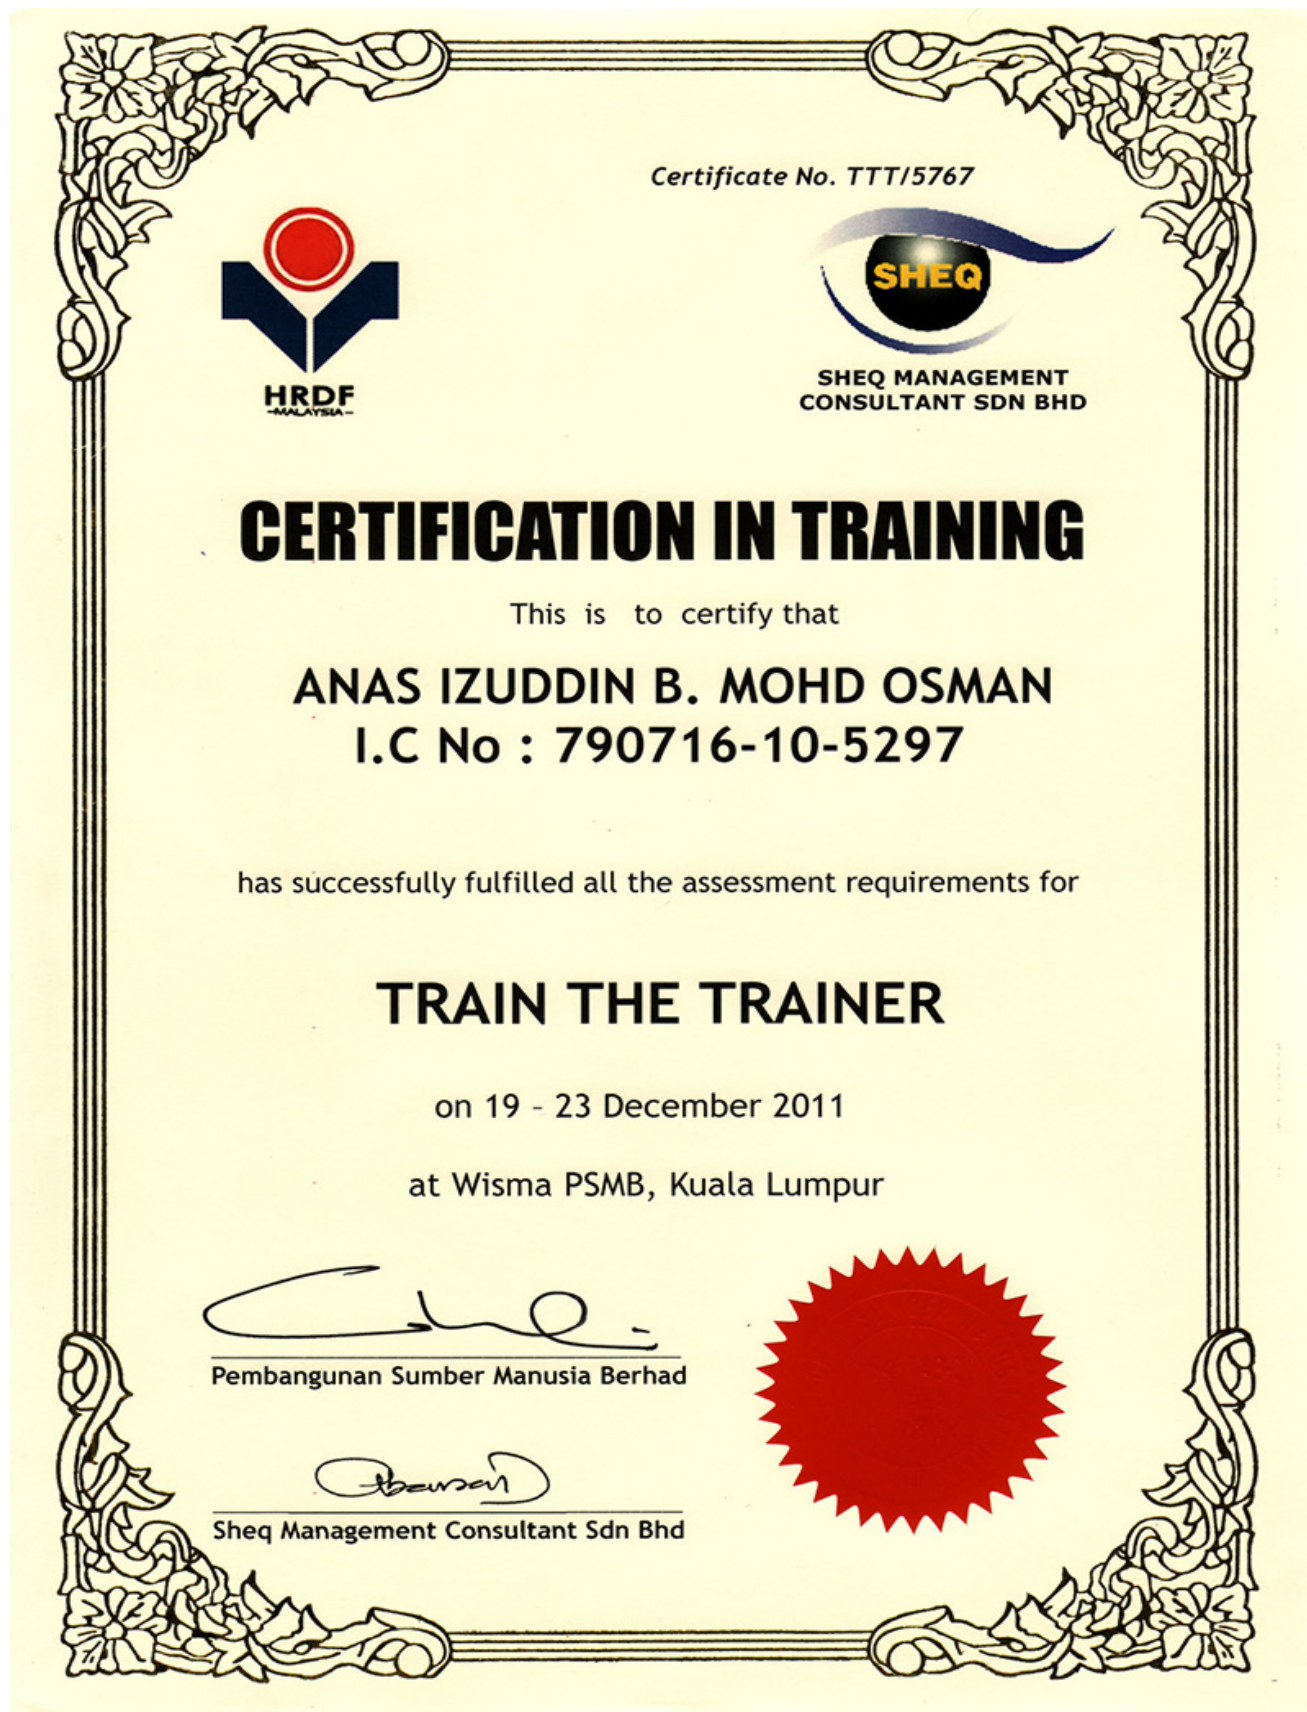 Certificate No. TTT/5767
HRDF
-MALAYSIA-
SHEQ
SHEQ MANAGEMENT
CONSULTANT SDN BHD
CERTIFICATION IN TRAINING
This is to certify that
ANAS IZUDDIN B. MOHD OSMAN
I.C No : 790716-10-5297
has successfully fulfilled all the assessment requirements for
TRAIN THE TRAINER
on 19 - 23 December 2011
at Wisma PSMB, Kuala Lumpur
Pembangunan Sumber Manusia Berhad
Sheq Management Consultant Sdn Bhd